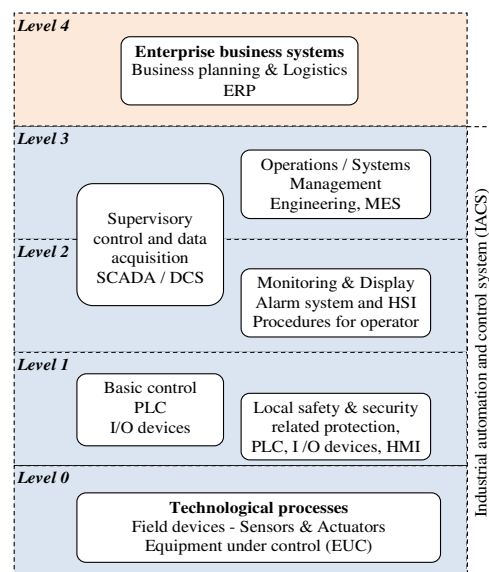 Level 4
Enterprise business systems
Business planning & Logistics
ERP
Level 3
Operations / Systems
Management
Engineering, MES
Supervisory
control and data
acquisition
SCADA / DCS
Level 2
Monitoring & Display
Alarm system and HSI
Procedures for operator
Level 1
Basic control
PLC
I/O devices
Local safety & security
related protection,
PLC, I /O devices, HMI
Level 0
Technological processes
Field devices - Sensors & Actuators
Equipment under control (EUC)
Industrial automation and control system (IACS)